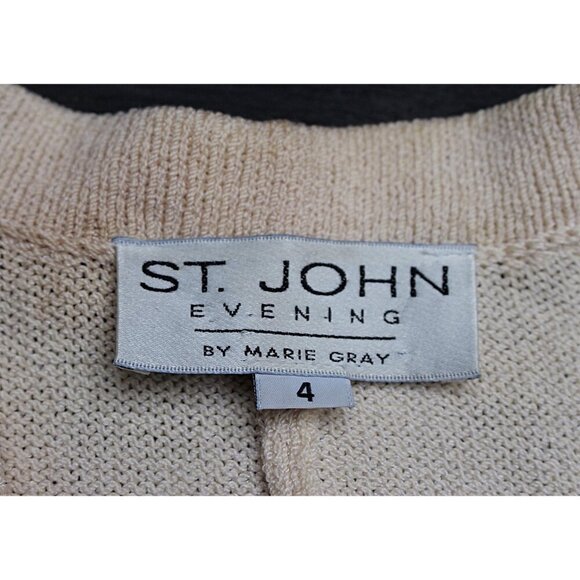 ST. JOHN
EVENING
BY MARIE GRAY
4